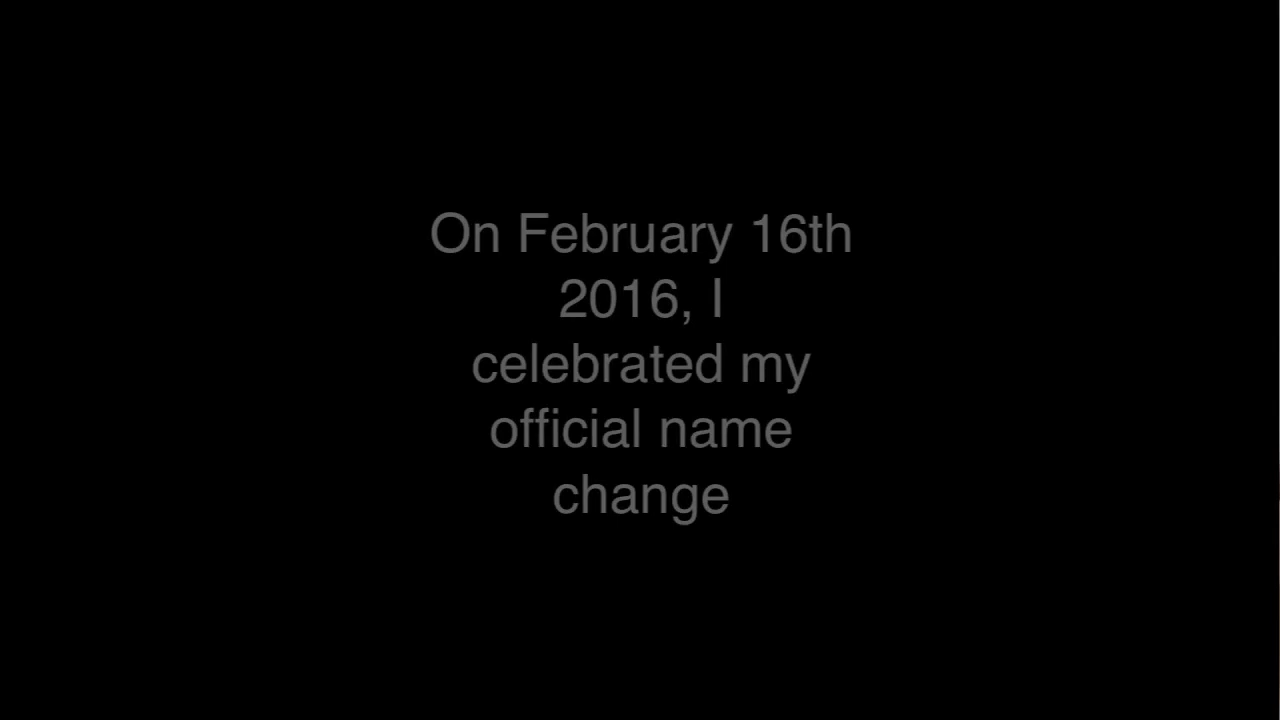 On February 16th
2016, I
celebrated my
official name
change